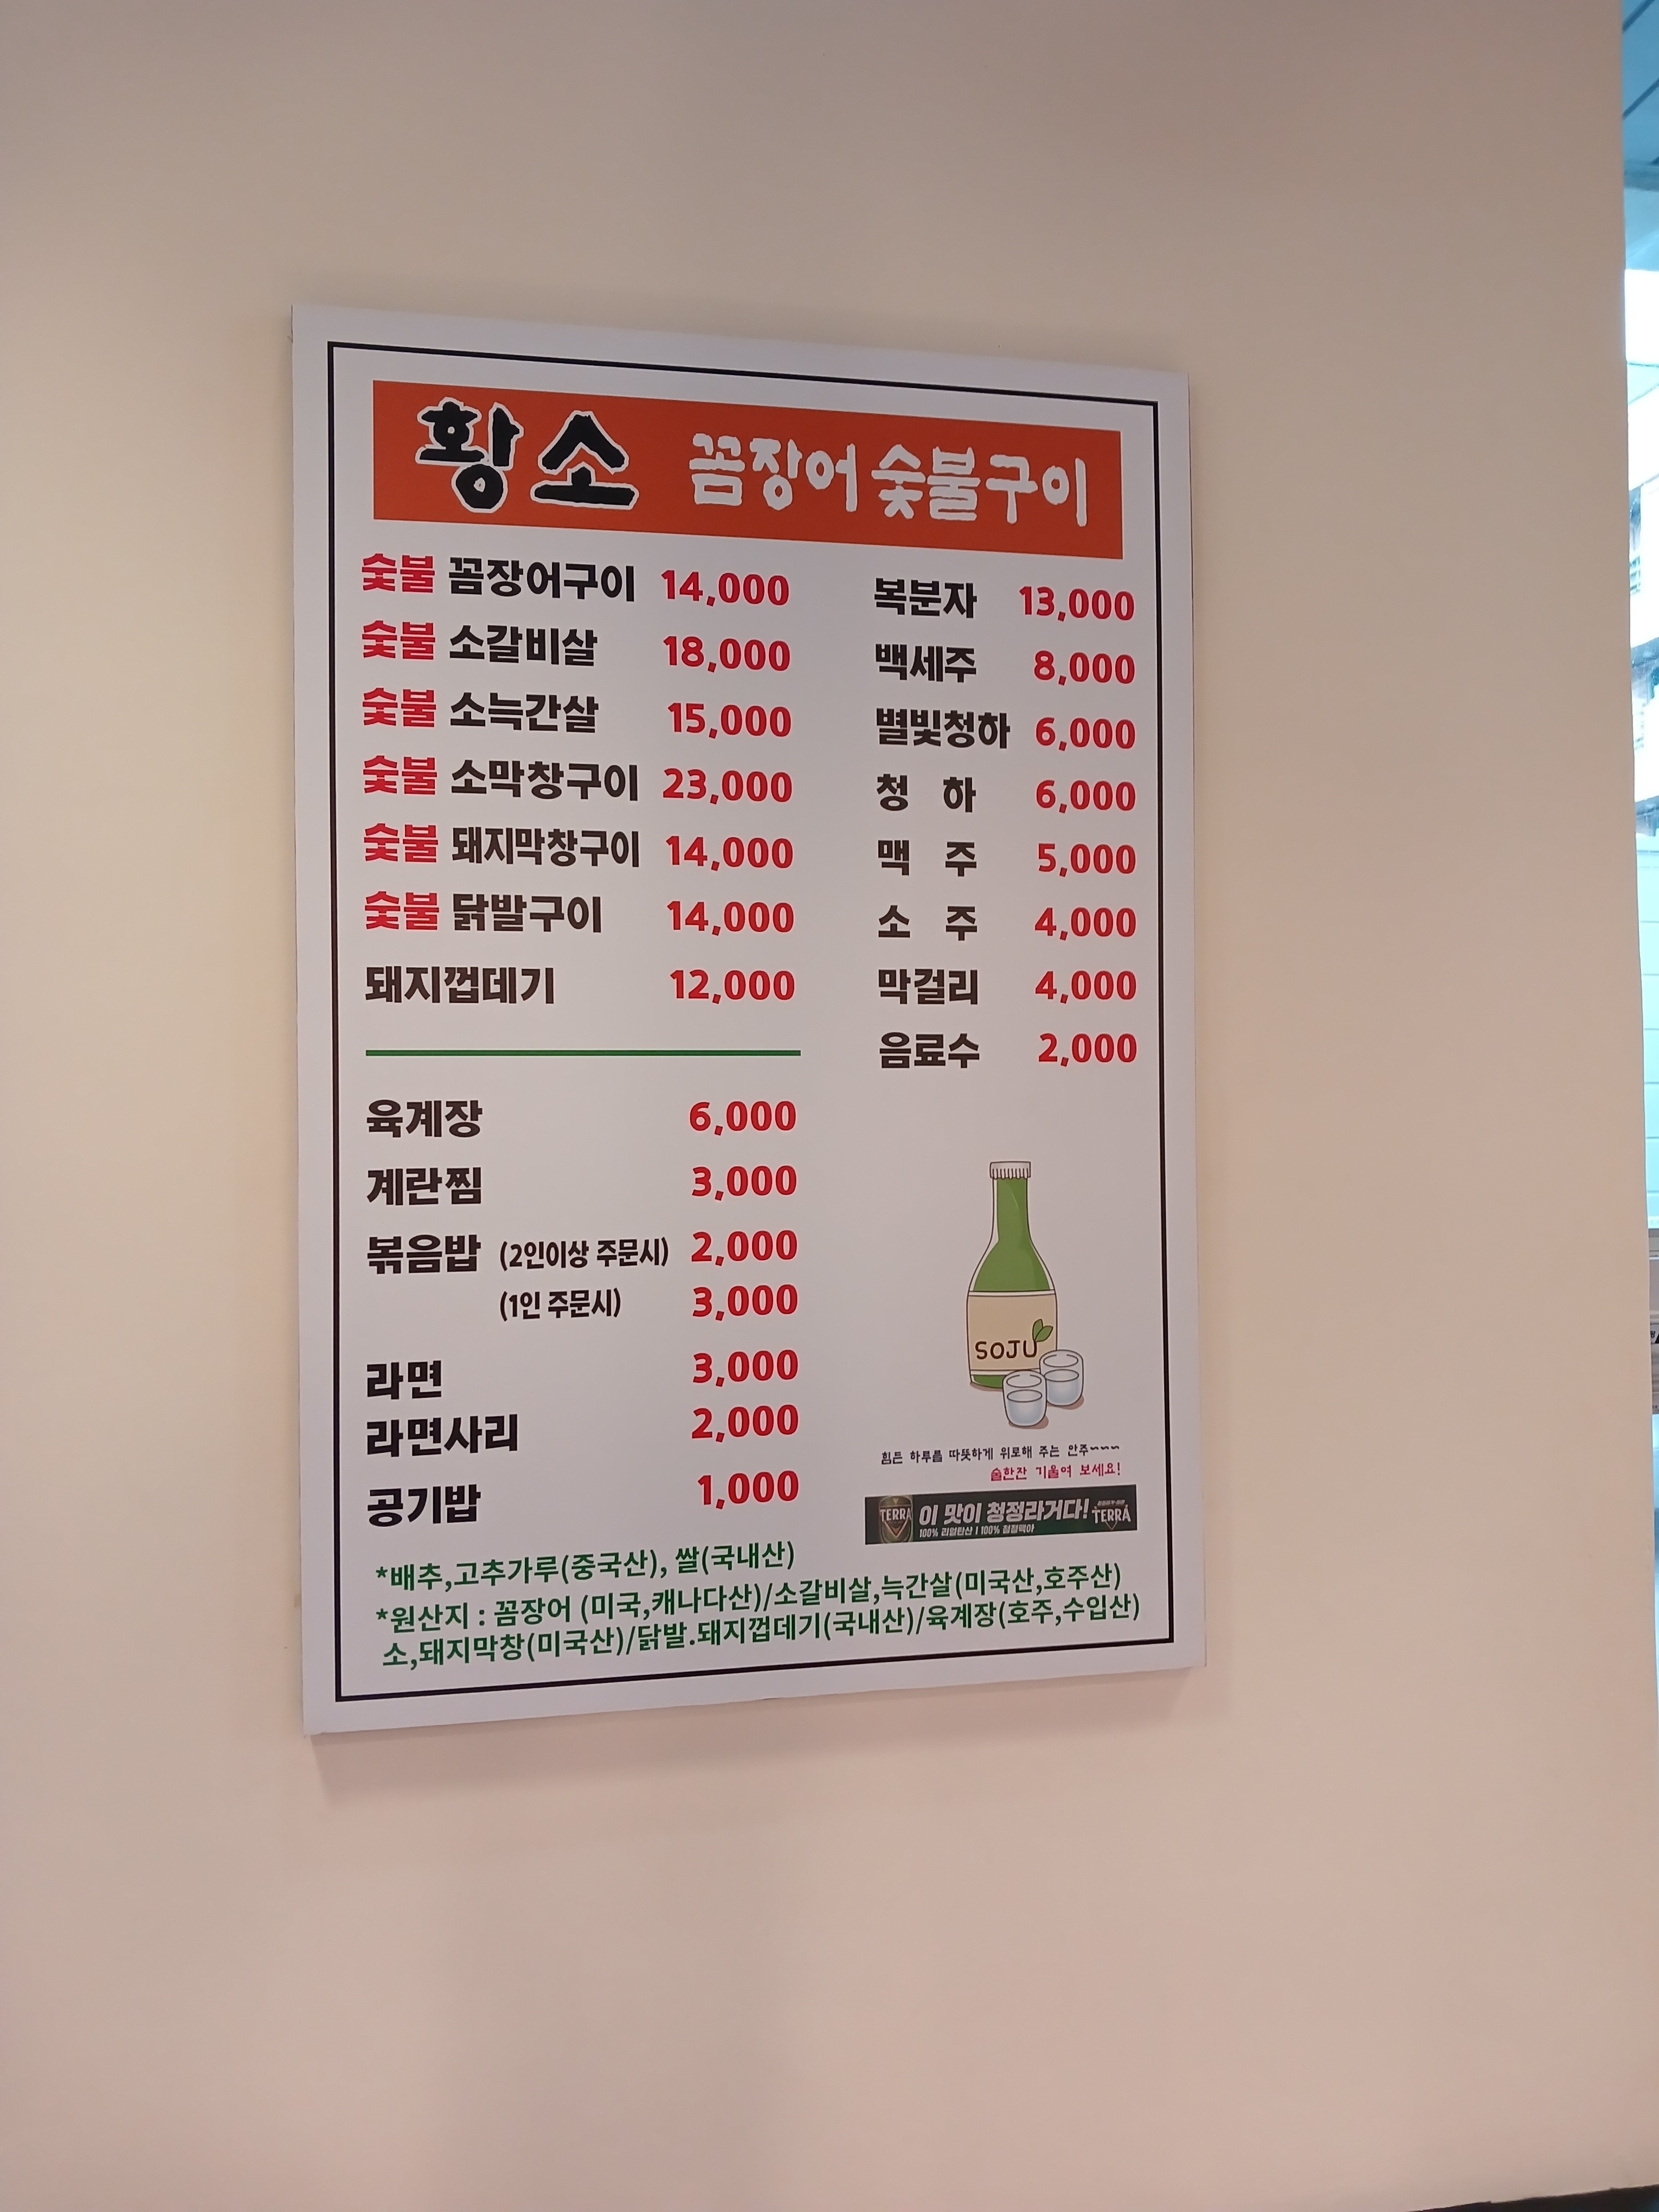 황소 꼼장어 숯불구이
숯불 꼼장어구이 14,000
숯불 소갈비살 18,000
숯불 소늑간살 15,000
숯불 소막창구이 23,000
숯불 돼지막창구이 14,000
숯불 닭발구이 14,000
돼지껍데기 12,000
육계장 6,000
계란찜 3,000
볶음밥 (2인이상 주문시) 2,000
(1인 주문시) 3,000
라면 3,000
라면사리 2,000
공기밥 1,000
복분자 13,000
백세주 8,000
별빛청하 6,000
청 하 6,000
맥 주 5,000
소 주 4,000
막걸리 4,000
음료수 2,000
SOJU
힘든 하루를 따뜻하게 위로해 주는 안주~~~
술한잔 기울여 보세요!
TERRA 이 맛이 청정라거다! TERRA
100% 리얼탄산 | 100% 청정맥아
*배추,고추가루(중국산), 쌀(국내산)
*원산지 : 꼼장어 (미국,캐나다산)/소갈비살,늑간살(미국산,호주산)
소,돼지막창(미국산)/닭발.돼지껍데기(국내산)/육계장(호주,수입산)